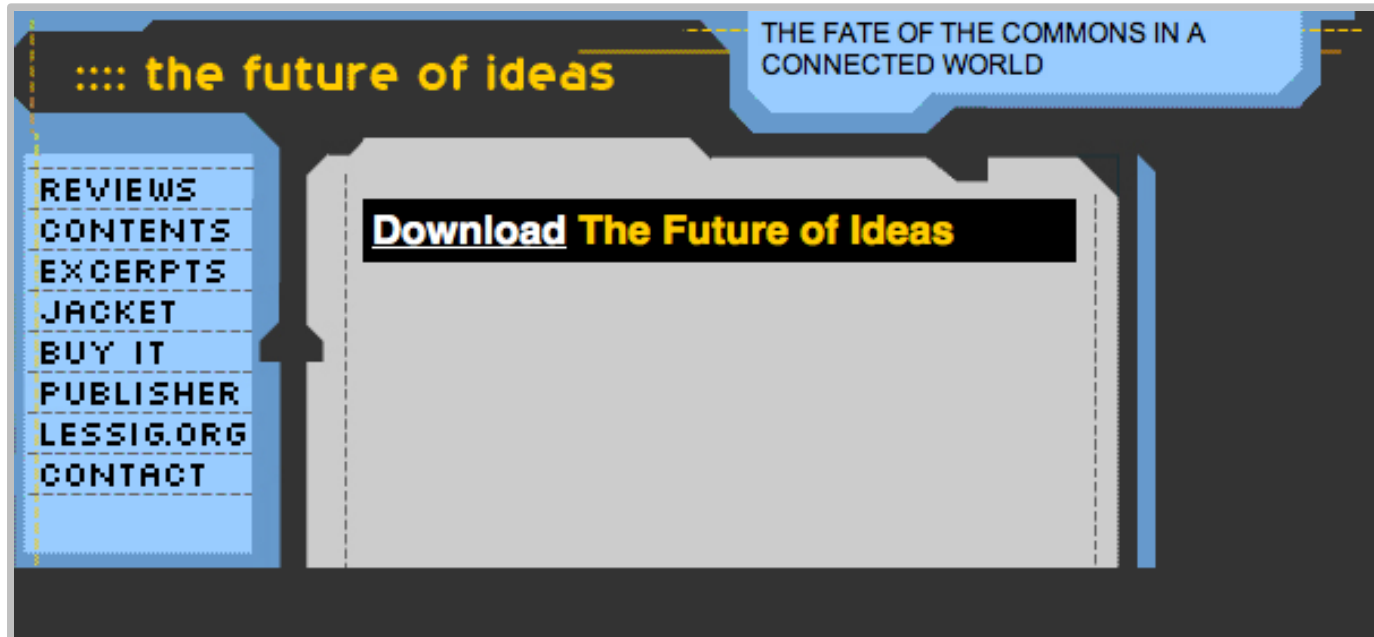 :::: the future of ideas
THE FATE OF THE COMMONS IN A
CONNECTED WORLD
REVIEWS
CONTENTS
EXCERPTS
JACKET
BUY IT
PUBLISHER
LESSIG.ORG
CONTACT
Download The Future of Ideas